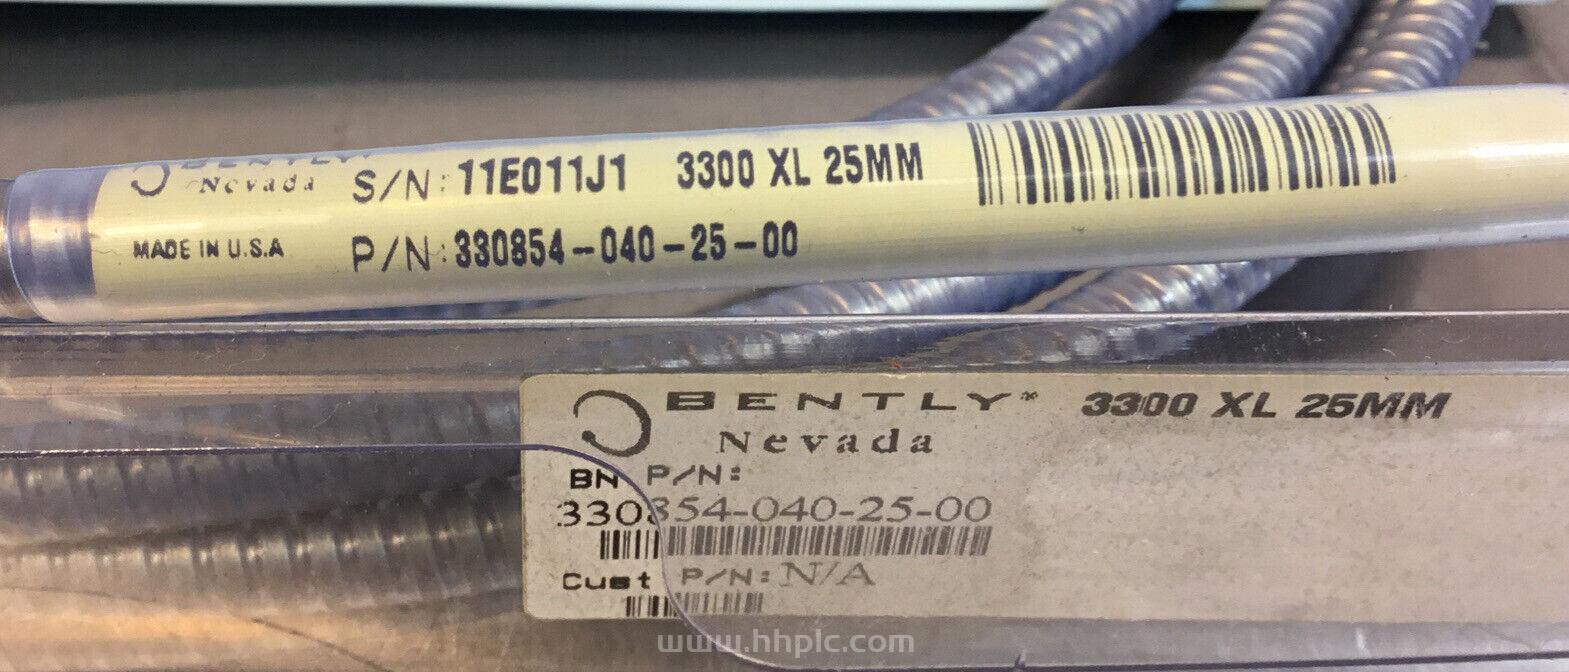 BENTLY
Nevada S/N: 11E011J1 3300 XL 25MM
MADE IN U.S.A P/N: 330854-040-25-00
BENTLY® 3300 XL 25MM
Nevada
BN P/N:
330854-040-25-00
Cust P/N: N/A
www.hhplc.com